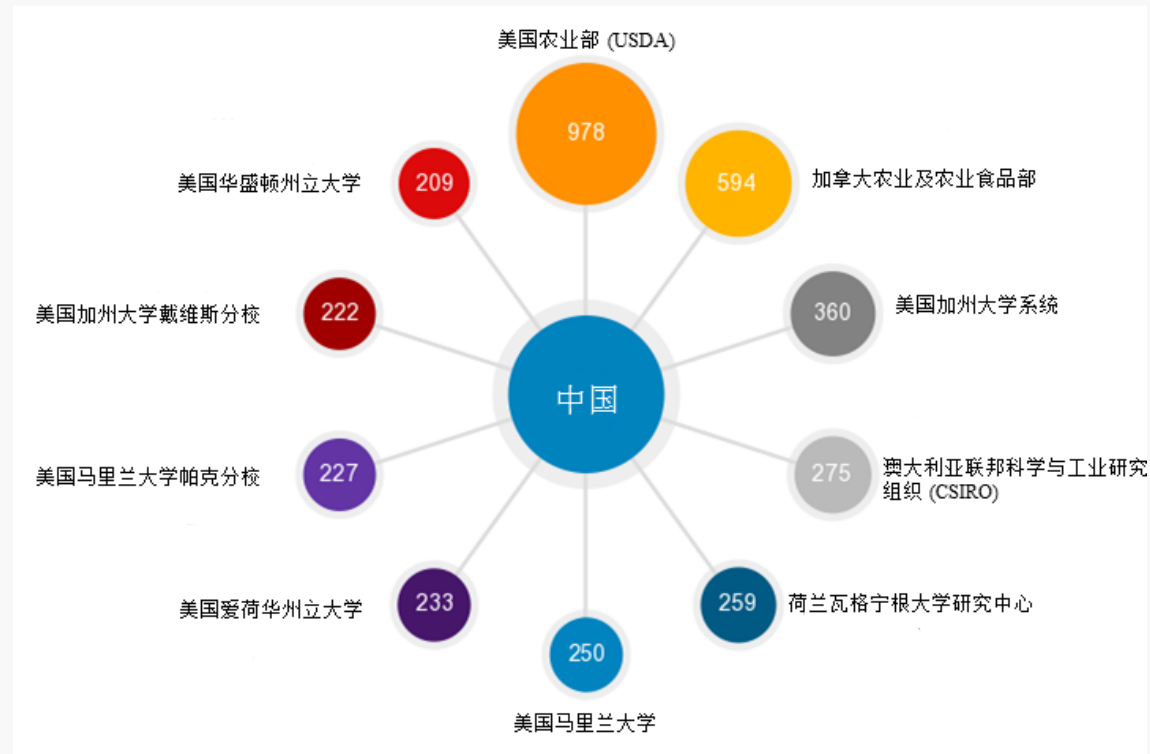 美国农业部 (USDA)
978
美国华盛顿州立大学
209
594
加拿大农业及农业食品部
美国加州大学戴维斯分校
222
360
美国加州大学系统
中国
美国马里兰大学帕克分校
227
275
澳大利亚联邦科学与工业研究
组织 (CSIRO)
美国爱荷华州立大学
233
259
荷兰瓦格宁根大学研究中心
250
美国马里兰大学